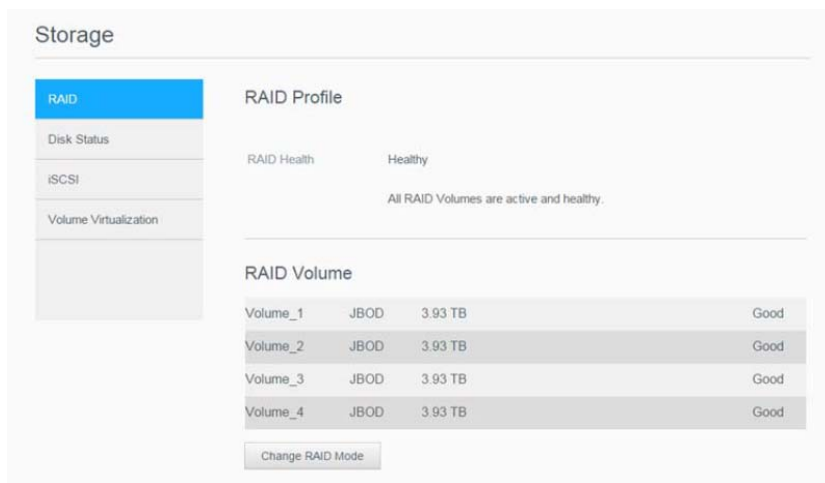 Storage
RAID
Disk Status
iSCSI
Volume Virtualization
RAID Profile
RAID Health Healthy
All RAID Volumes are active and healthy.
RAID Volume
Volume_1 JBOD 3.93 TB Good
Volume_2 JBOD 3.93 TB Good
Volume_3 JBOD 3.93 TB Good
Volume_4 JBOD 3.93 TB Good
Change RAID Mode